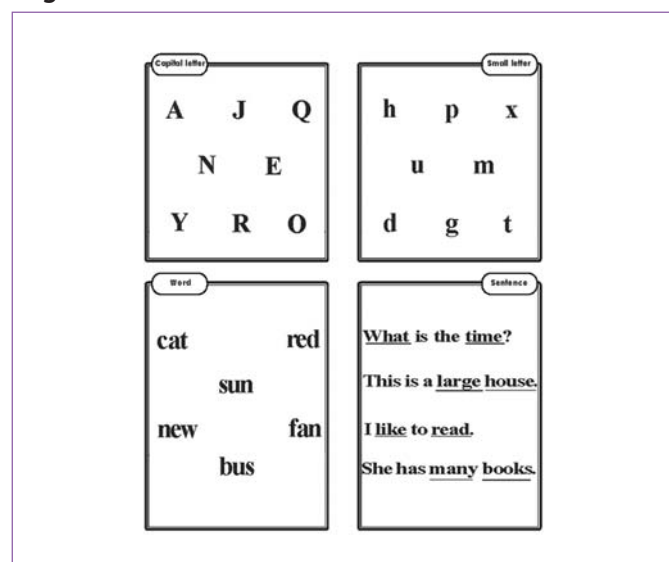 Capital letter
A J Q
N E
Y R O
Small letter
h p x
u m
d g t
Word
cat red
sun
new fan
bus
Sentence
What is the time?
This is a large house.
I like to read.
She has many books.